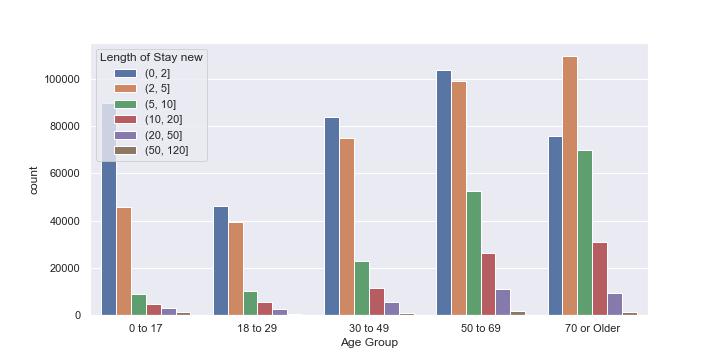 Length of Stay new
(0, 2]
(2, 5]
(5, 10]
(10, 20]
(20, 50]
(50, 120]
100000
80000
60000
40000
20000
0
count
0 to 17
18 to 29
30 to 49
50 to 69
70 or Older
Age Group